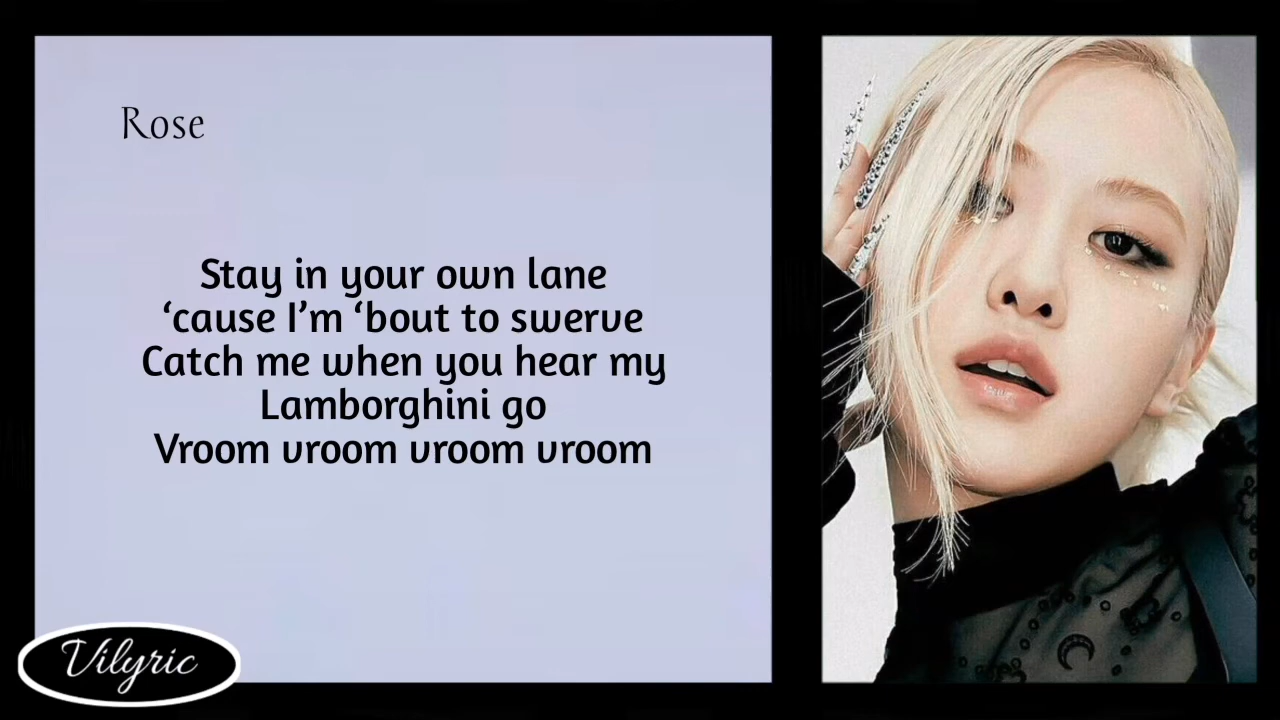 Rose
Stay in your own lane
‘cause I’m ‘bout to swerve
Catch me when you hear my
Lamborghini go
Vroom vroom vroom vroom
Vilyric